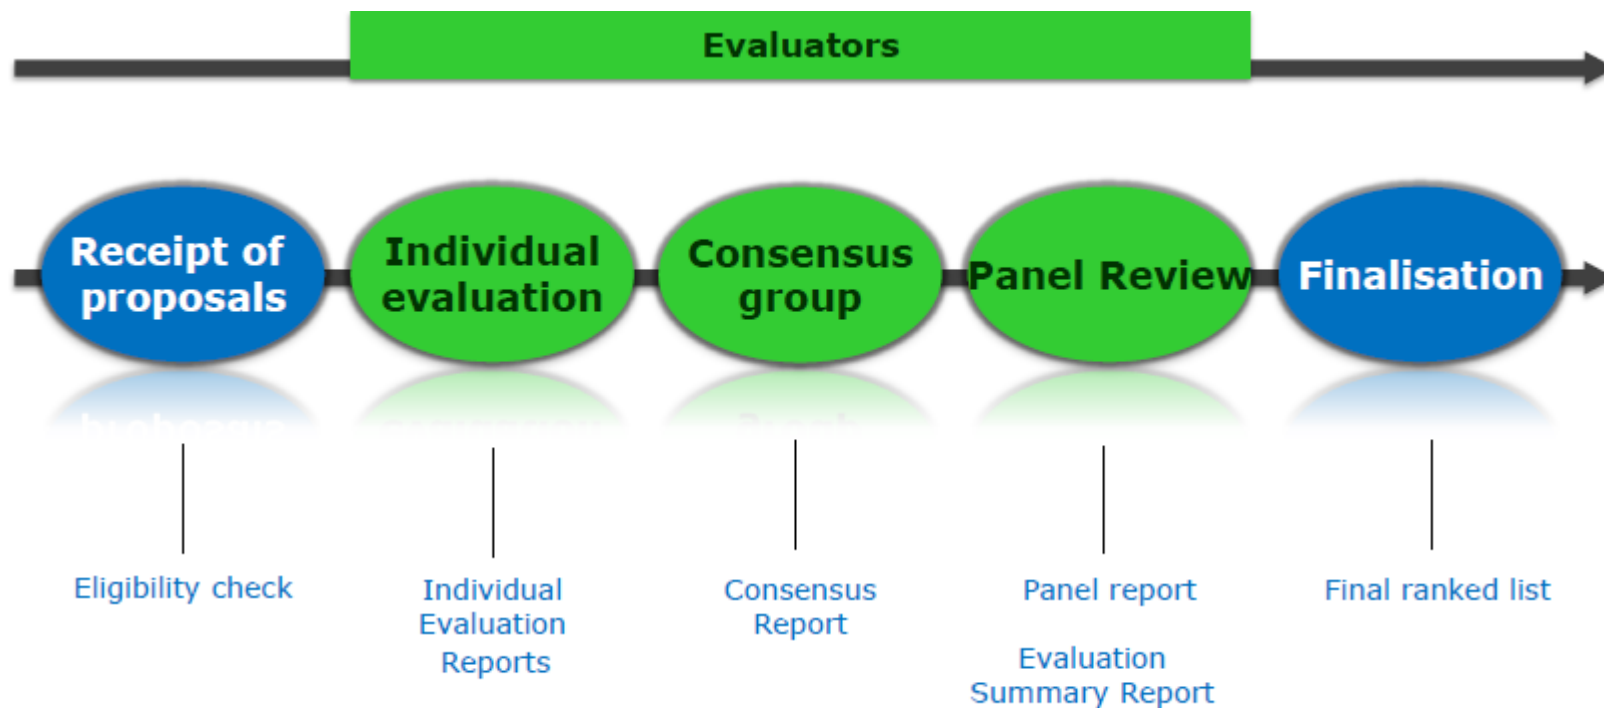 Evaluators
Receipt of
proposals
Individual
evaluation
Consensus
group
Panel Review
Finalisation
Eligibility check
Individual
Evaluation
Reports
Consensus
Report
Panel report
Evaluation
Summary Report
Final ranked list